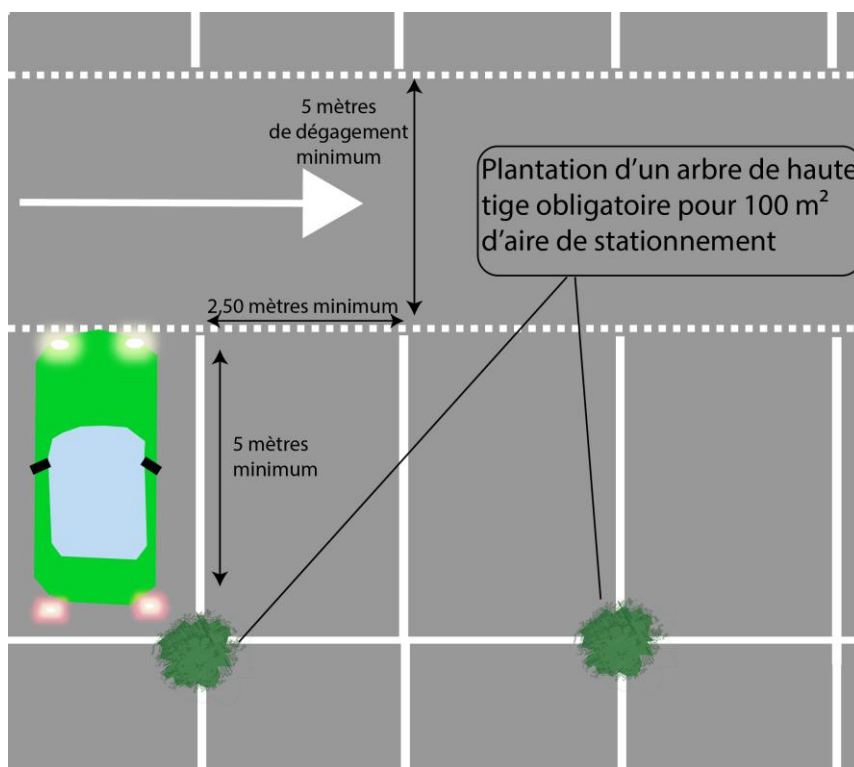 5 mètres
de dégagement
minimum
Plantation d’un arbre de haute
tige obligatoire pour 100 m²
d’aire de stationnement
2,50 mètres minimum
5 mètres
minimum